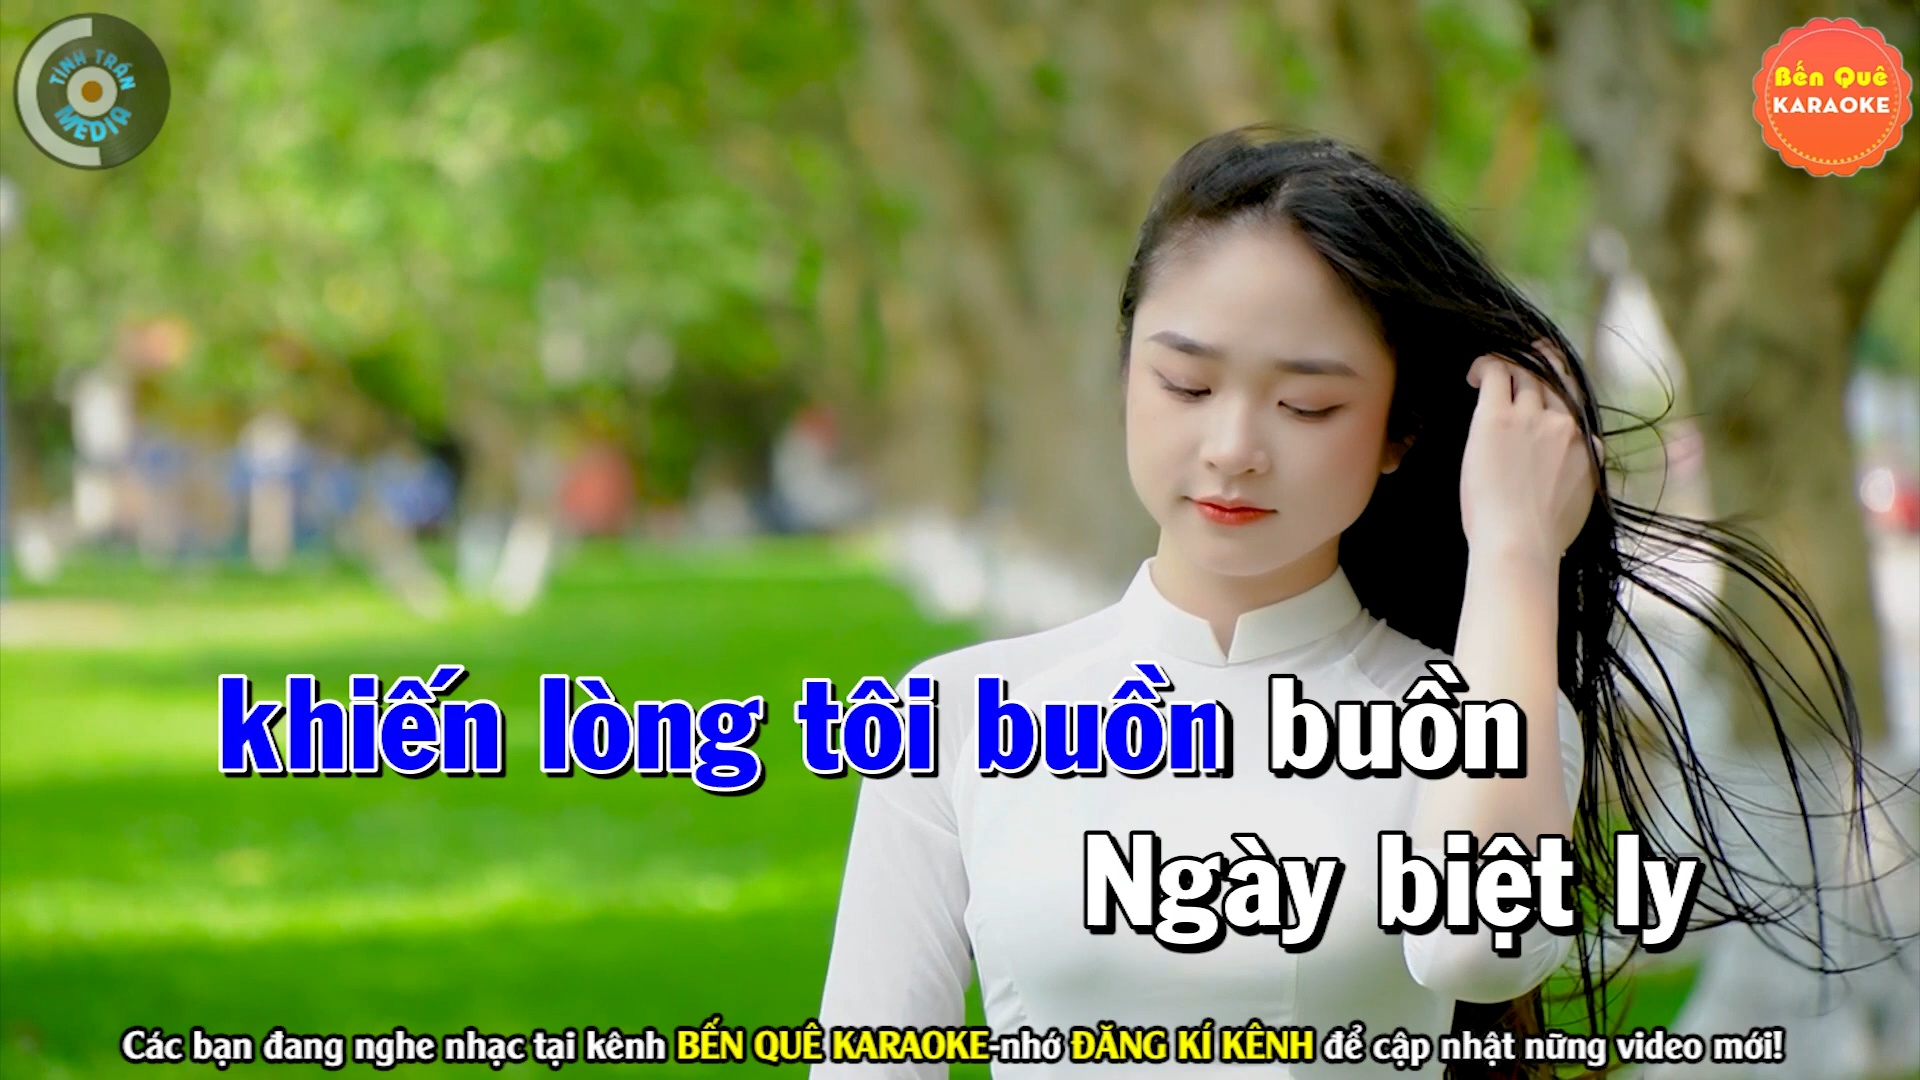 TÌNH TRẦN
MEDIA
Bến Quê
KARAOKE
khiến lòng tôi buồn buồn
Ngày biệt ly
Các bạn đang nghe nhạc tại kênh BẾN QUÊ KARAOKE-nhớ ĐĂNG KÍ KÊNH để cập nhật nững video mới!